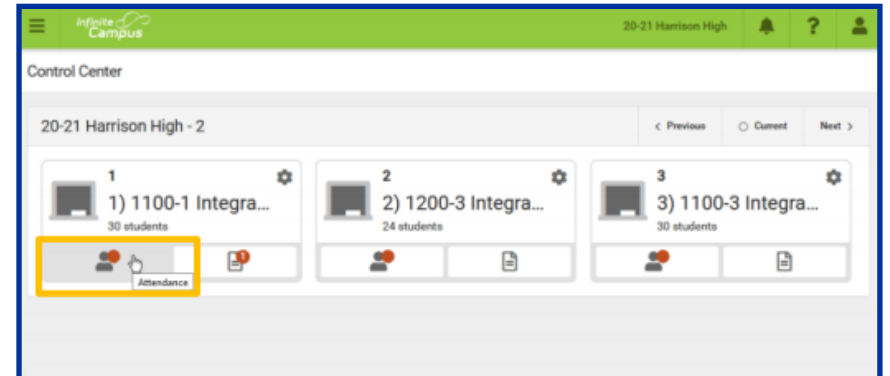 Infinite Campus
20-21 Harrison High
?
Control Center
20-21 Harrison High - 2
< Previous
Current
Next >
1
1) 1100-1 Integra...
30 students
1
Attendance
2
2) 1200-3 Integra...
24 students
3
3) 1100-3 Integra...
30 students